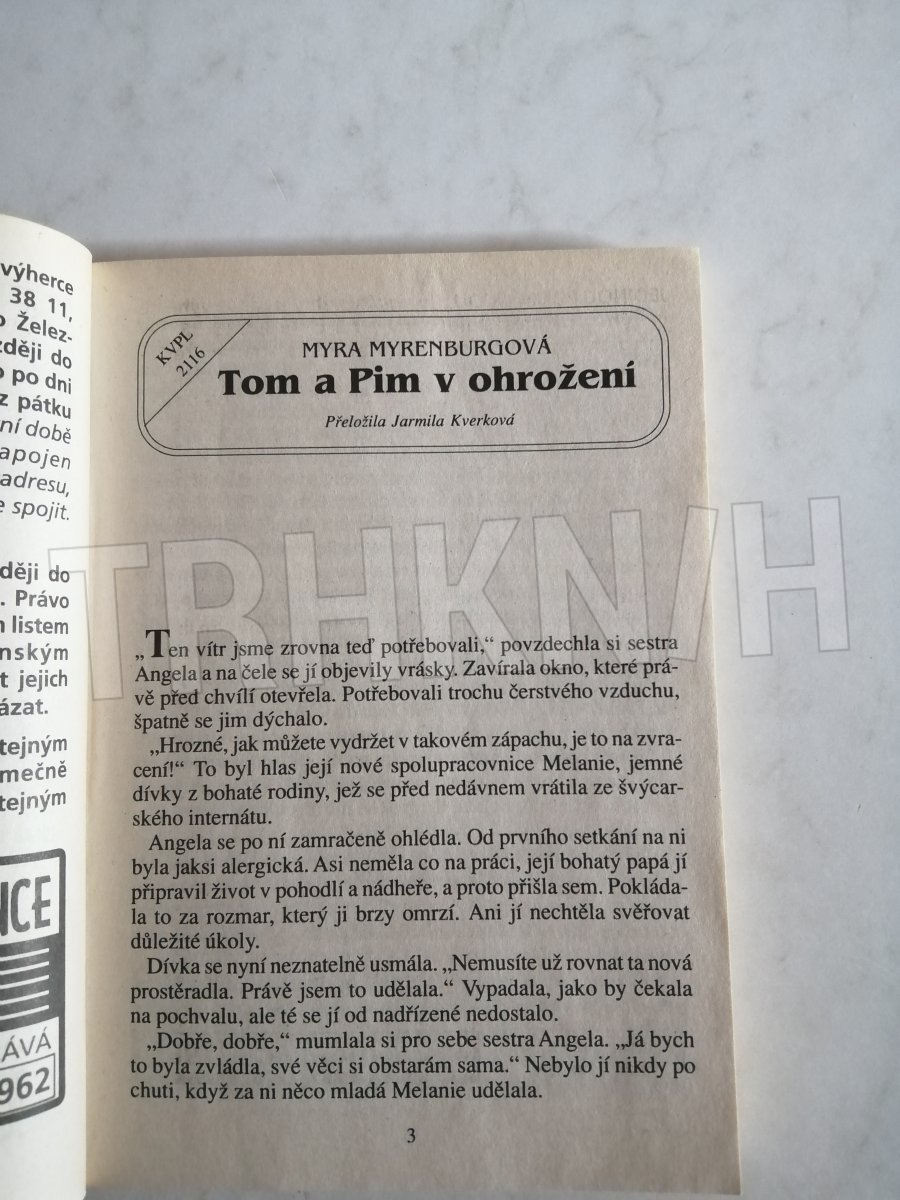 výherce
38 11,
Želez-
ději do
po dni
z pátku
ní době
apojen
adresu,
e spojit.
ději do
. Právo
listem
nským
t jejich
ázat.
tejným
mečně
tejným
NCE
AVÁ
962
KVPL
2116
MYRA MYRENBURGOVÁ
Tom a Pim v ohrožení
Přeložila Jarmila Kverková
TRHKN/H
„Ten vítr jsme zrovna teď potřebovali,“ povzdechla si sestra
Angela a na čele se jí objevily vrásky. Zavírala okno, které prá-
vě před chvílí otevřela. Potřebovali trochu čerstvého vzduchu,
špatně se jim dýchalo.
„Hrozné, jak můžete vydržet v takovém zápachu, je to na zvra-
cení!“ To byl hlas její nové spolupracovnice Melanie, jemné
dívky z bohaté rodiny, jež se před nedávnem vrátila ze švýcar-
ského internátu.
Angela se po ní zamračeně ohlédla. Od prvního setkání na ni
byla jaksi alergická. Asi neměla co na práci, její bohatý papá jí
připravil život v pohodlí a nádheře, a proto přišla sem. Pokláda-
la to za rozmar, který ji brzy omrzí. Ani jí nechtěla svěřovat
důležité úkoly.
Dívka se nyní neznatelně usmála. „Nemusíte už rovnat ta nová
prostěradla. Právě jsem to udělala.“ Vypadala, jako by čekala
na pochvalu, ale té se jí od nadřízené nedostalo.
„Dobře, dobře,“ mumlala si pro sebe sestra Angela. „Já bych
to byla zvládla, své věci si obstarám sama.“ Nebylo jí nikdy po
chuti, když za ni něco mladá Melanie udělala.
3